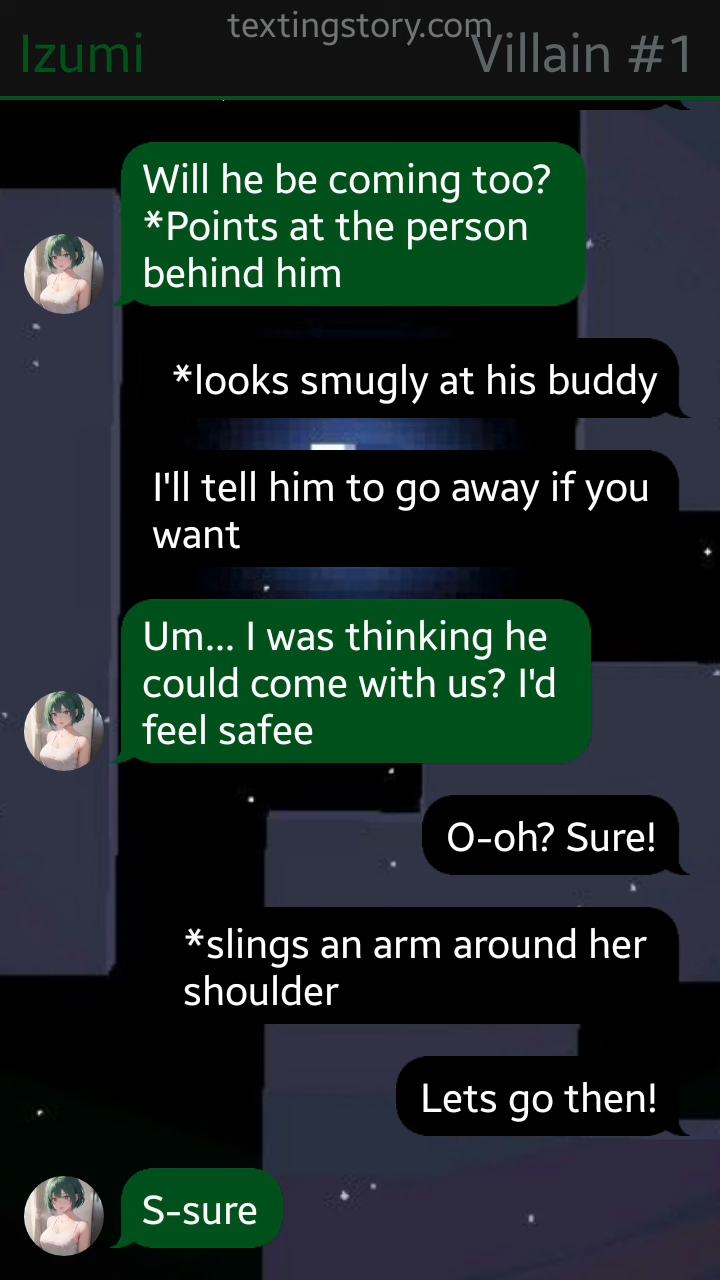 textingstory.com
Izumi
Villain #1
Will he be coming too?
*Points at the person
behind him
*looks smugly at his buddy
I'll tell him to go away if you
want
Um... I was thinking he
could come with us? I'd
feel safee
O-oh? Sure!
*slings an arm around her
shoulder
Lets go then!
S-sure